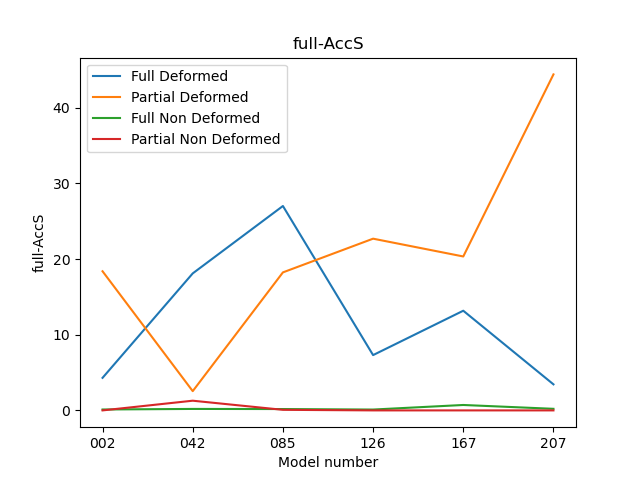 full-AccS
Full Deformed
Partial Deformed
Full Non Deformed
Partial Non Deformed
full-AccS
40
30
20
10
0
002 042 085 126 167 207
Model number